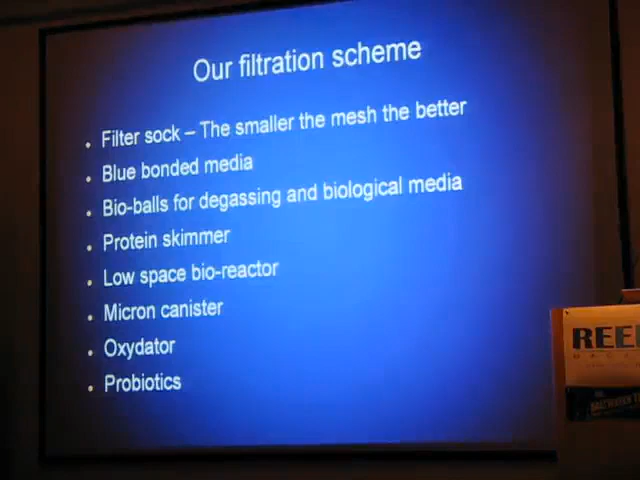 Our filtration scheme
Filter sock – The smaller the mesh the better
Blue bonded media
Bio-balls for degassing and biological media
Protein skimmer
Low space bio-reactor
Micron canister
Oxydator
Probiotics
REE